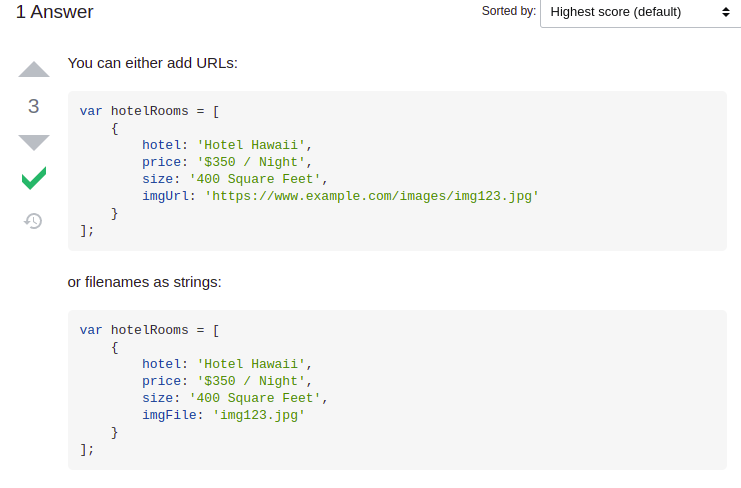 1 Answer
Sorted by:
Highest score (default)
You can either add URLs:
3
var hotelRooms = [
    {
        hotel: 'Hotel Hawaii',
        price: '$350 / Night',
        size: '400 Square Feet',
        imgUrl: 'https://www.example.com/images/img123.jpg'
    }
];
or filenames as strings:
var hotelRooms = [
    {
        hotel: 'Hotel Hawaii',
        price: '$350 / Night',
        size: '400 Square Feet',
        imgFile: 'img123.jpg'
    }
];